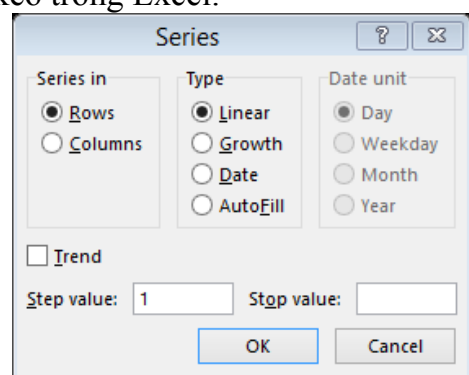 kéo trong Excel.
Series
Series in
Rows
Columns
Type
Linear
Growth
Date
AutoFill
Date unit
Day
Weekday
Month
Year
Trend
Step value: 1
Stop value:
OK
Cancel